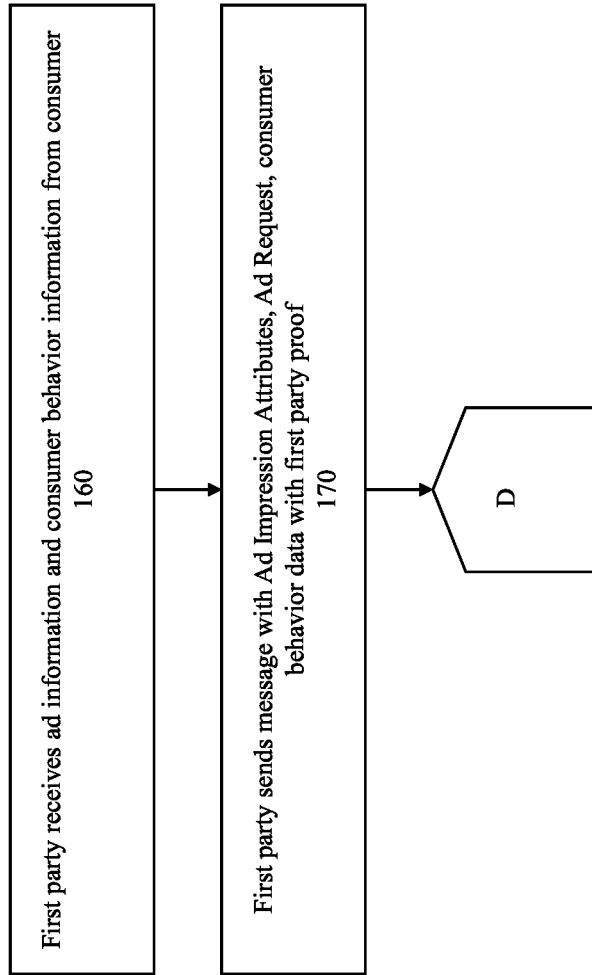 First party receives ad information and consumer behavior information from consumer
160
First party sends message with Ad Impression Attributes, Ad Request, consumer
behavior data with first party proof
170
D